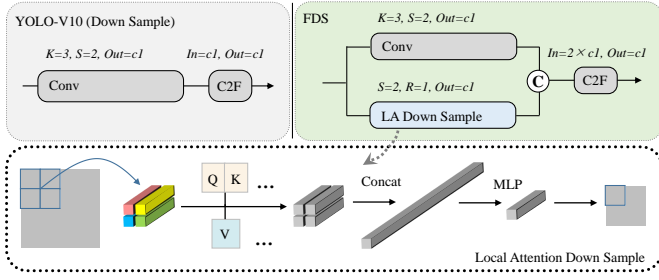 YOLO-V10 (Down Sample)
K=3, S=2, Out=c1
In=c1, Out=c1
Conv
C2F
FDS
K=3, S=2, Out=c1
Conv
In=2×c1, Out=c1
C
C2F
S=2, R=1, Out=c1
LA Down Sample
Q K ...
V ...
Concat
MLP
Local Attention Down Sample